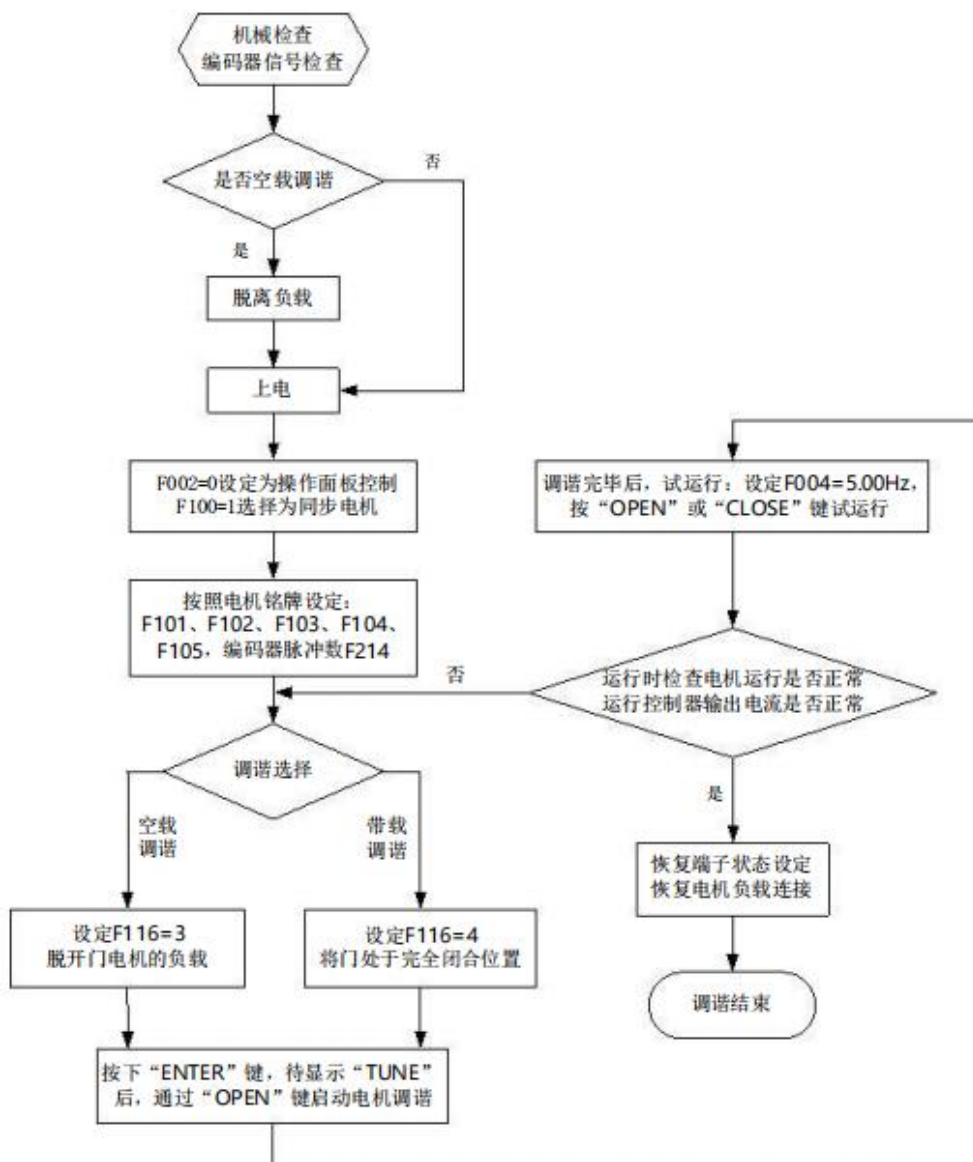 机械检查
编码器信号检查
是否空载调谐
否
是
脱离负载
上电
F002=0设定为操作面板控制
F100=1选择为同步电机
按照电机铭牌设定：
F101、F102、F103、F104、
F105，编码器脉冲数F214
调谐选择
空载
调谐
带载
调谐
设定F116=3
脱开门电机的负载
设定F116=4
将门处于完全闭合位置
按下“ENTER”键，待显示“TUNE”
后，通过“OPEN”键启动电机调谐
调谐完毕后，试运行：设定F004=5.00Hz，
按“OPEN”或“CLOSE”键试运行
运行时检查电机运行是否正常
运行控制器输出电流是否正常
否
是
恢复端子状态设定
恢复电机负载连接
调谐结束